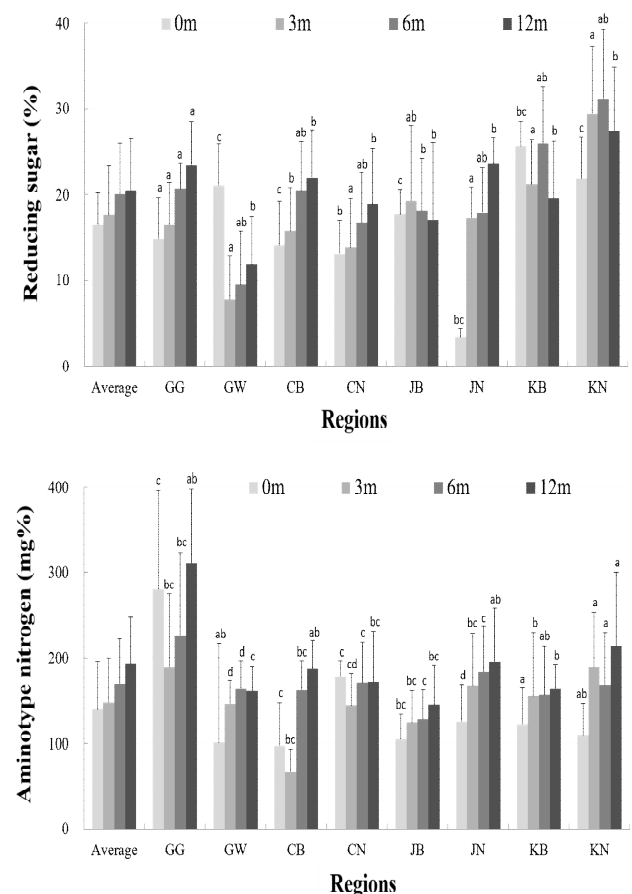 0m 3m 6m 12m
Reducing sugar (%)
40
30
20
10
0
a a a a
a a ab b
c b ab b
b a b b
c ab b b
bc a ab b
bc a ab b
c a ab b
Average GG GW CB CN JB JN KB KN
Regions
0m 3m 6m 12m
Aminotype nitrogen (mg%)
400
300
200
100
0
c bc bc ab
ab d d c
c bc bc b
c cd c bc
bc bc bc bc
d bc c ab
a b ab b
ab a b a
Average GG GW CB CN JB JN KB KN
Regions